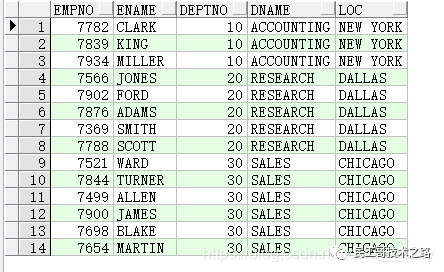 EMPNO ENAME DEPTNO DNAME LOC
1 7782 CLARK 10 ACCOUNTING NEW YORK
2 7839 KING 10 ACCOUNTING NEW YORK
3 7934 MILLER 10 ACCOUNTING NEW YORK
4 7566 JONES 20 RESEARCH DALLAS
5 7902 FORD 20 RESEARCH DALLAS
6 7876 ADAMS 20 RESEARCH DALLAS
7 7369 SMITH 20 RESEARCH DALLAS
8 7788 SCOTT 20 RESEARCH DALLAS
9 7521 WARD 30 SALES CHICAGO
10 7844 TURNER 30 SALES CHICAGO
11 7499 ALLEN 30 SALES CHICAGO
12 7900 JAMES 30 SALES CHICAGO
13 7698 BLAKE 30 SALES CHICAGO
14 7654 MARTIN 30 SALES CHICAGO
民工哥技术之路